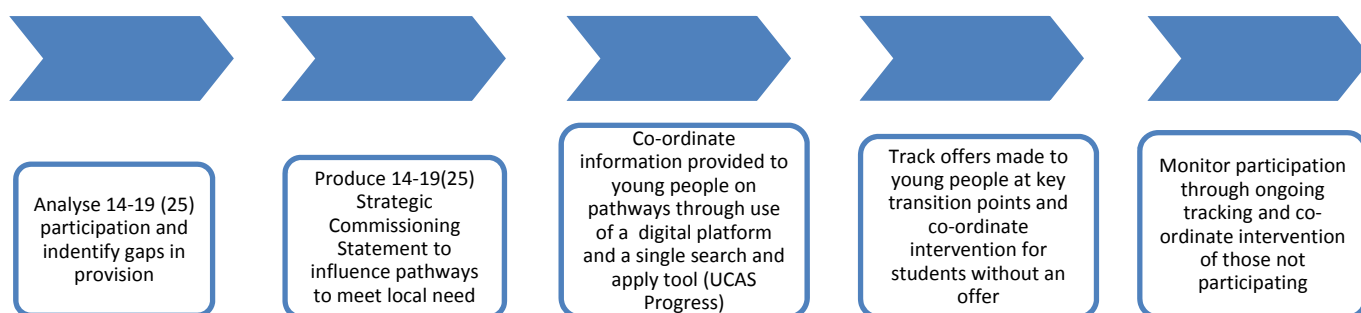 Analyse 14-19 (25)
participation and
indentify gaps in
provision
Produce 14-19(25)
Strategic
Commissioning
Statement to
influence pathways
to meet local need
Co-ordinate
information provided to
young people on
pathways through use
of a digital platform
and a single search and
apply tool (UCAS
Progress)
Track offers made to
young people at key
transition points and
co-ordinate
intervention for
students without an
offer
Monitor participation
through ongoing
tracking and co-
ordinate intervention
of those not
participating